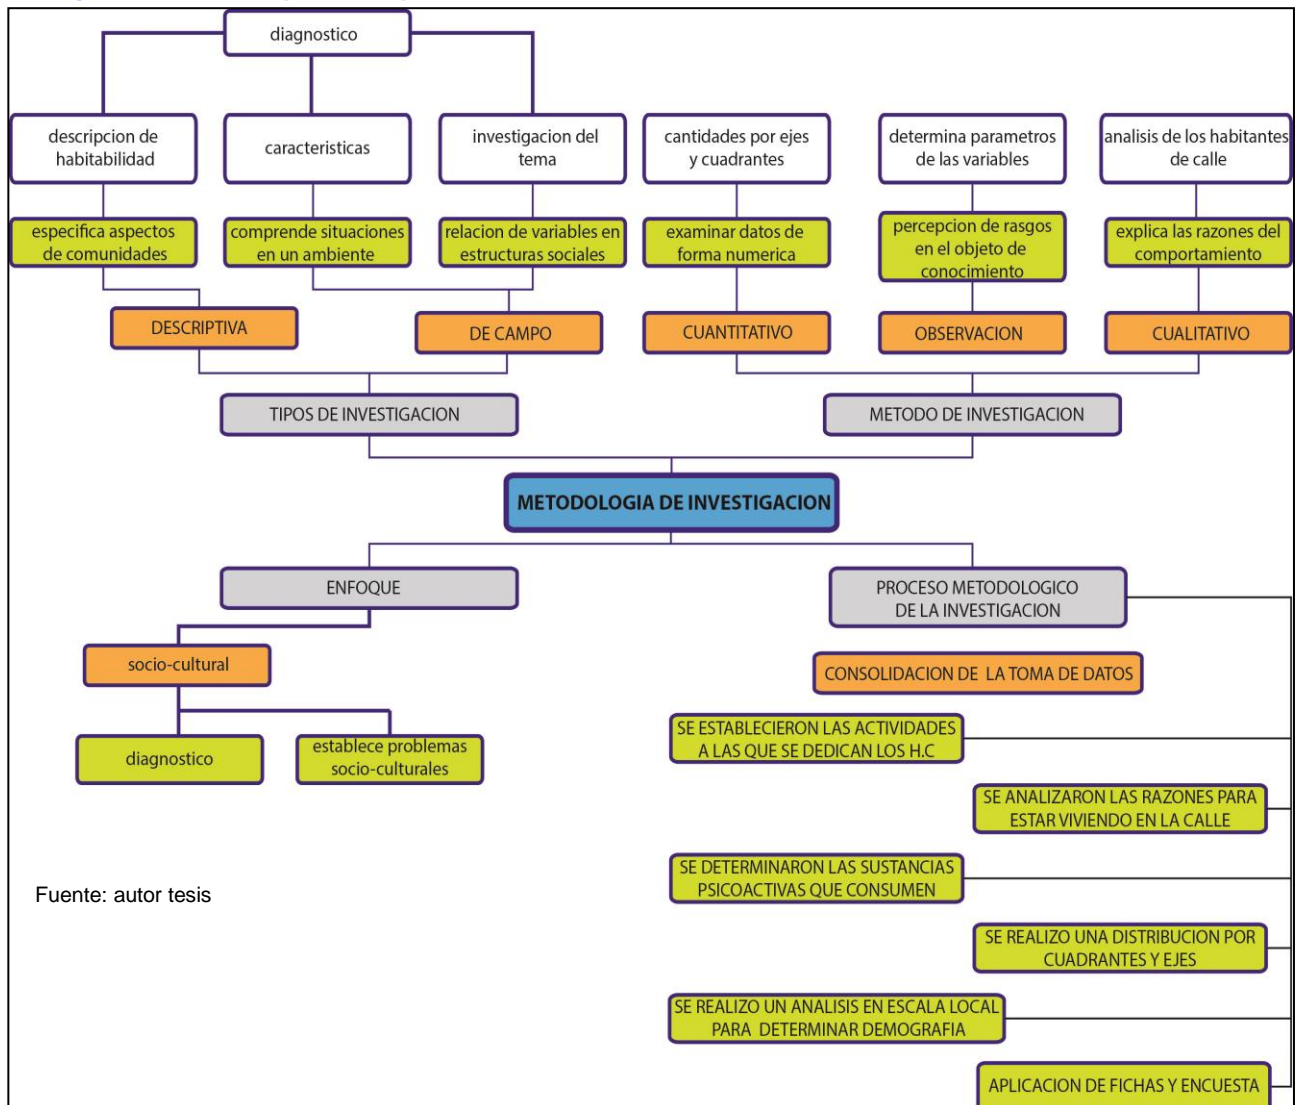 diagnostico
descripcion de
habitabilidad
caracteristicas
investigacion del
tema
cantidades por ejes
y cuadrantes
determina parametros
de las variables
analisis de los habitantes
de calle
especifica aspectos
de comunidades
comprende situaciones
en un ambiente
relacion de variables en
estructuras sociales
examinar datos de
forma numerica
percepcion de rasgos
en el objeto de
conocimiento
explica las razones del
comportamiento
DESCRIPTIVA
DE CAMPO
CUANTITATIVO
OBSERVACION
CUALITATIVO
TIPOS DE INVESTIGACION
METODO DE INVESTIGACION
METODOLOGIA DE INVESTIGACION
ENFOQUE
PROCESO METODOLOGICO
DE LA INVESTIGACION
socio-cultural
CONSOLIDACION DE LA TOMA DE DATOS
diagnostico
establece problemas
socio-culturales
SE ESTABLECIERON LAS ACTIVIDADES
A LAS QUE SE DEDICAN LOS H.C
SE ANALIZARON LAS RAZONES PARA
ESTAR VIVIENDO EN LA CALLE
SE DETERMINARON LAS SUSTANCIAS
PSICOACTIVAS QUE CONSUMEN
Fuente: autor tesis
SE REALIZO UNA DISTRIBUCION POR
CUADRANTES Y EJES
SE REALIZO UN ANALISIS EN ESCALA LOCAL
PARA DETERMINAR DEMOGRAFIA
APLICACION DE FICHAS Y ENCUESTA